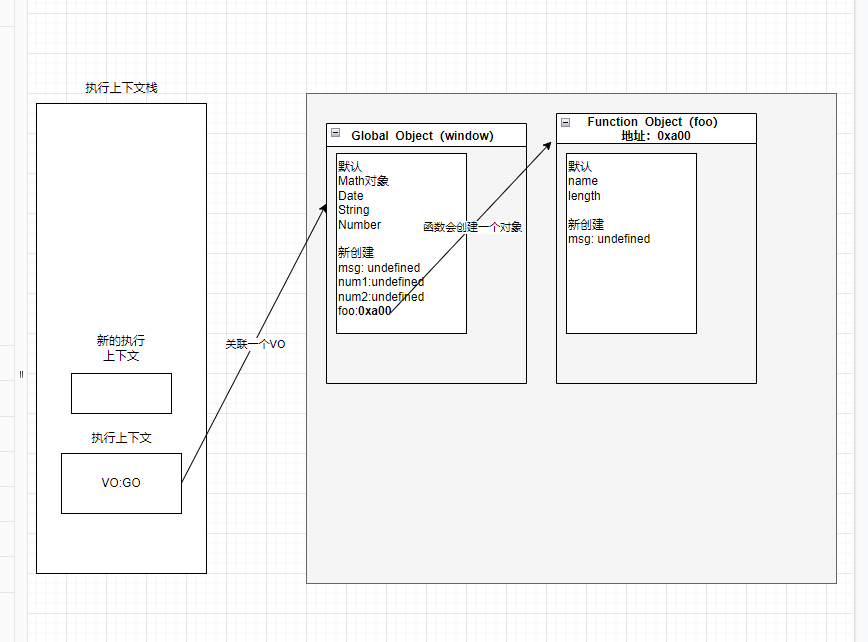 执行上下文栈
新的执行
上下文
执行上下文
VO:GO
关联一个VO
Global Object (window)
默认
Math对象
Date
String
Number
新创建
msg: undefined
num1:undefined
num2:undefined
foo:0xa00
函数会创建一个对象
Function Object (foo)
地址：0xa00
默认
name
length
新创建
msg: undefined